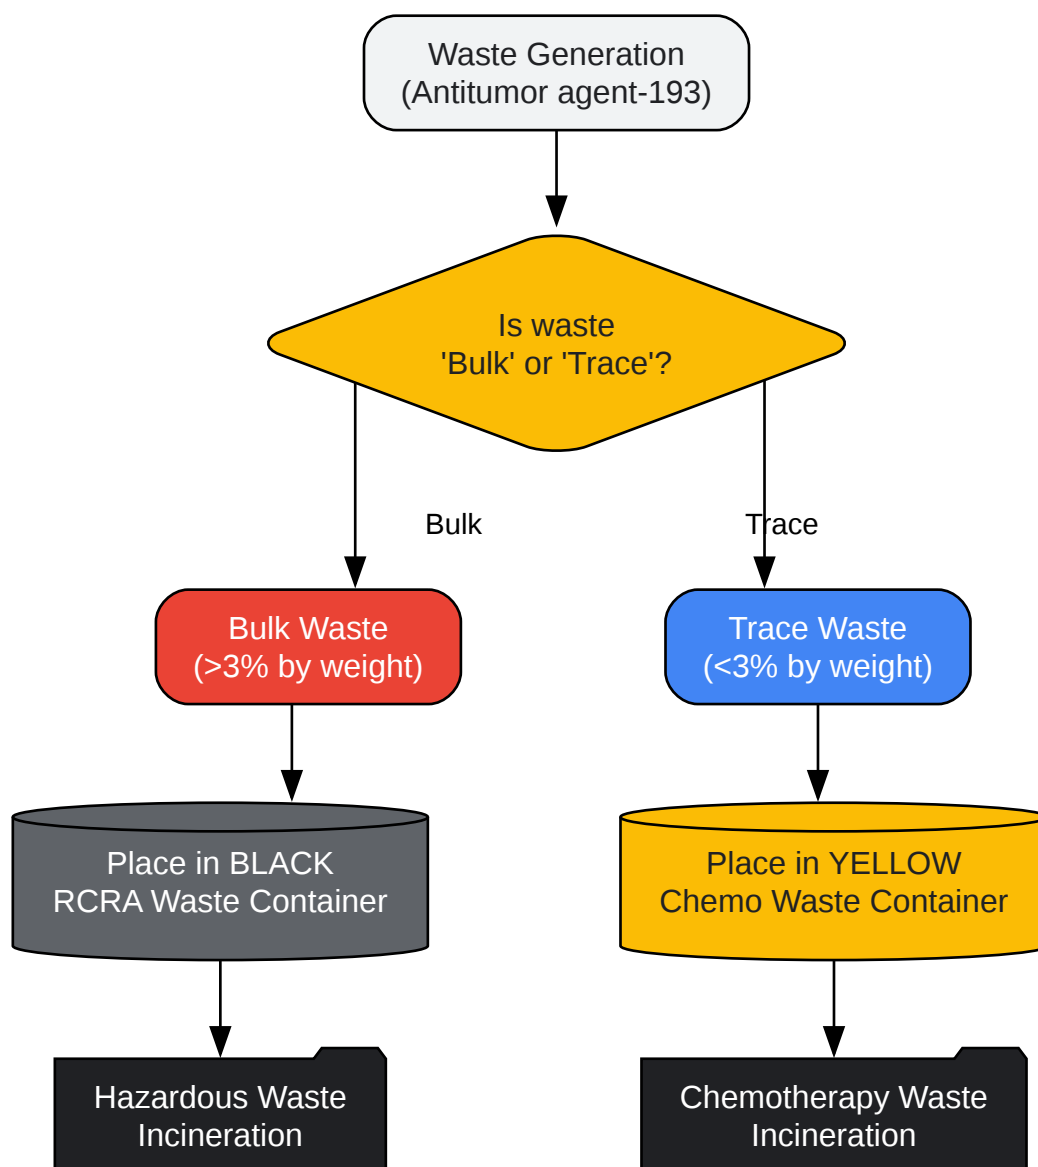 Waste Generation
(Antitumor agent-193)
Is waste
'Bulk' or 'Trace'?
Bulk
Trace
Bulk Waste
(>3% by weight)
Trace Waste
(<3% by weight)
Place in BLACK
RCRA Waste Container
Place in YELLOW
Chemo Waste Container
Hazardous Waste
Incineration
Chemotherapy Waste
Incineration